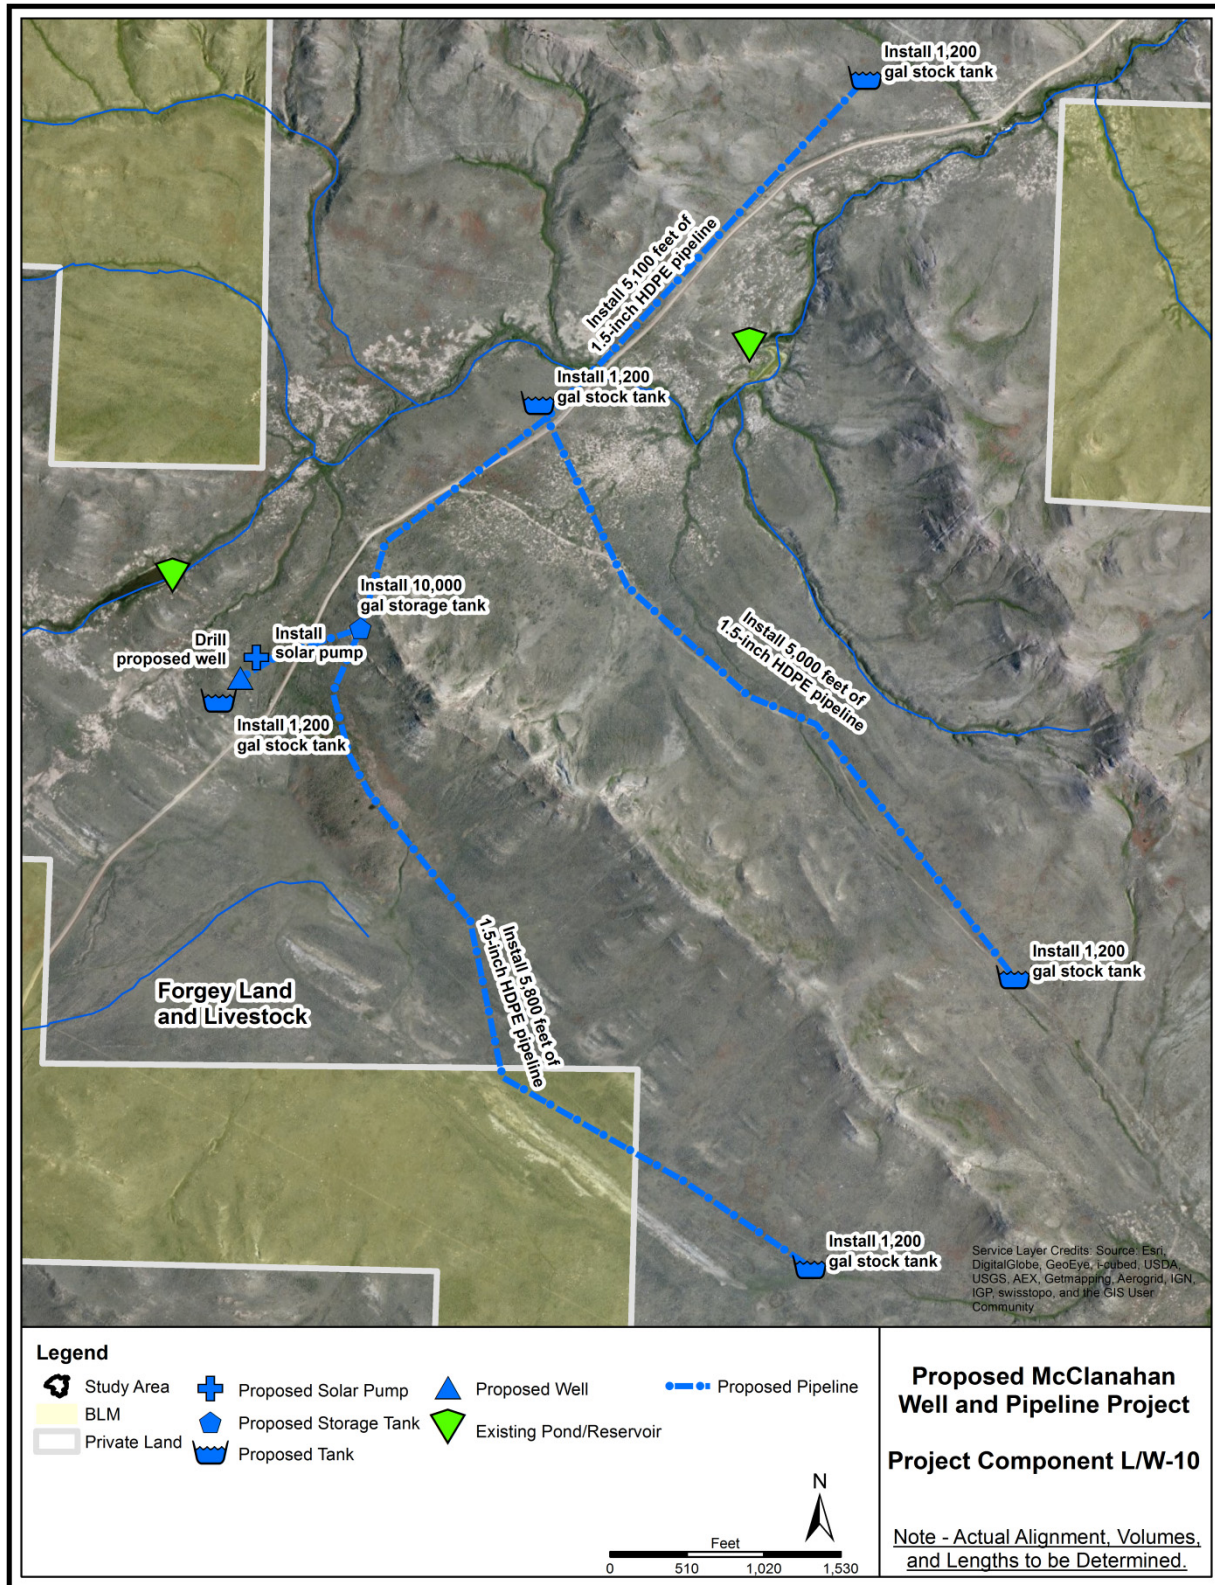 Install 1,200
gal stock tank
Install 5,100 feet of
1.5-inch HDPE pipeline
Install 1,200
gal stock tank
Install 10,000
gal storage tank
Install
solar pump
Drill
proposed well
Install 1,200
gal stock tank
Install 5,000 feet of
1.5-inch HDPE pipeline
Install 5,800 feet of
1.5-inch HDPE pipeline
Install 1,200
gal stock tank
Forgey Land
and Livestock
Install 1,200
gal stock tank
Service Layer Credits: Source: Esri,
DigitalGlobe, GeoEye, i-cubed, USDA,
USGS, AEX, Getmapping, Aerogrid, IGN,
IGP, swisstopo, and the GIS User
Community
Legend
Study Area
BLM
Private Land
Proposed Solar Pump
Proposed Storage Tank
Proposed Tank
Proposed Well
Existing Pond/Reservoir
Proposed Pipeline
N
Feet
0 510 1,020 1,530
Proposed McClanahan
Well and Pipeline Project
Project Component L/W-10
Note - Actual Alignment, Volumes,
and Lengths to be Determined.